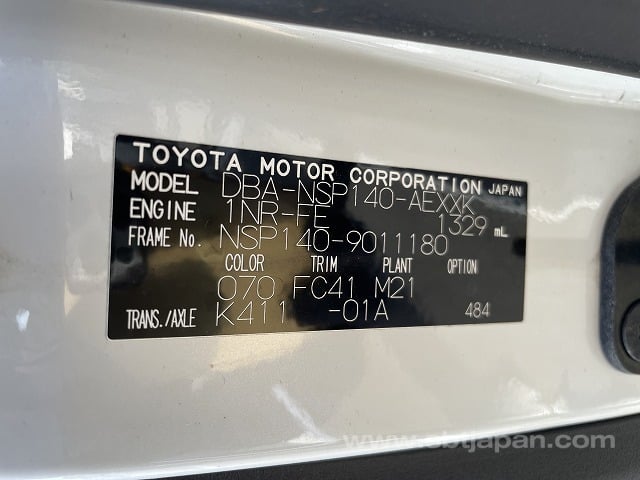 TOYOTA MOTOR CORPORATION JAPAN
MODEL DBA-NSP140-AEXXK
ENGINE 1NR-FE 1329 mL
FRAME No. NSP140-9011180
COLOR TRIM PLANT OPTION
070 FC41 M21
TRANS./AXLE K411 -01A 484
www.sbtjapan.com